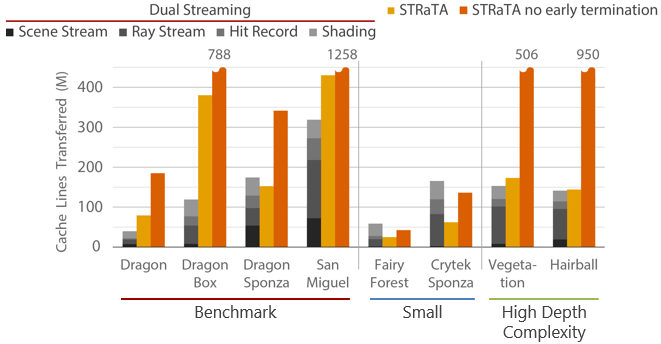 Dual Streaming
STRaTA
STRaTA no early termination
Scene Stream
Ray Stream
Hit Record
Shading
788
1258
506
950
Cache Lines Transferred (M)
400
300
200
100
0
Dragon
Dragon
Box
Dragon
Sponza
San
Miguel
Fairy
Forest
Crytek
Sponza
Vegeta-
tion
Hairball
Benchmark
Small
High Depth
Complexity